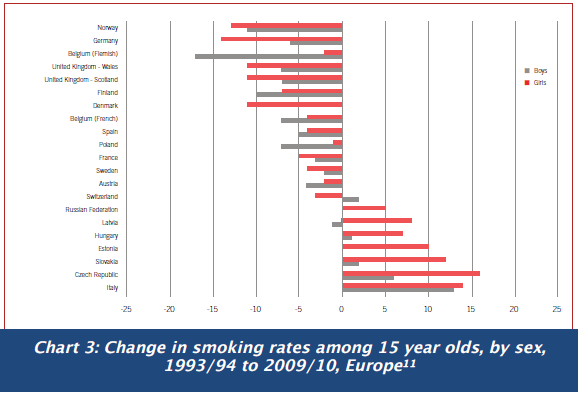 Norway
Germany
Belgium (Flemish)
United Kingdom - Wales
United Kingdom - Scotland
Finland
Denmark
Belgium (French)
Spain
Poland
France
Sweden
Austria
Switzerland
Russian Federation
Latvia
Hungary
Estonia
Slovakia
Czech Republic
Italy
Boys
Girls
-25 -20 -15 -10 -5 0 5 10 15 20 25
Chart 3: Change in smoking rates among 15 year olds, by sex,
1993/94 to 2009/10, Europe¹¹